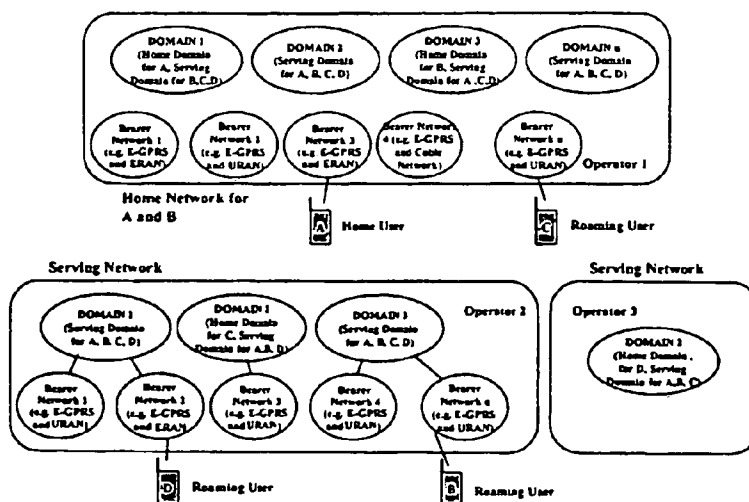 DOMAIN 1
(Home Domain
for A, Serving
Domain for B,C,D)
DOMAIN 2
(Serving Domain
for A, B, C, D)
DOMAIN 3
(Home Domain
for B, Serving
Domain for A, C,D)
DOMAIN n
(Serving Domain
for A, B, C, D)
Bearer
Network 1
(e.g. E-GPRS
and ERAN)
Bearer
Network
(e.g. E-GPRS
and URAN)
Bearer
Network 3
(e.g. E-GPRS
and ERAN)
Bearer Network
4 (e.g. E-GPRS
and Cable
Network)
Bearer
Network n
(e.g. E-GPRS
and URAN)
Operator 1
Home Network for
A and B
A
Home User
C
Roaming User
Serving Network
Serving Network
DOMAIN
(Serving Domain
for A, B, C, D)
DOMAIN
(Home Domain
for C, Serving
Domain for A,B, D)
DOMAIN
(Serving Domain
for A, B, C, D)
Operator 2
Bearer
Network 1
(e.g. E-GPRS
and URAN)
Bearer
Network 2
(e.g. E-GPRS
and ERAN)
Bearer
Network 3
(e.g. E-GPRS
and URAN)
Bearer
Network 4
(e.g. E-GPRS
and URAN)
Bearer
Network n
(e.g. E-GPRS
and URAN)
Operator 3
DOMAIN
(Home Domain
for D, Serving
Domain for A,B, C)
D
Roaming User
B
Roaming User